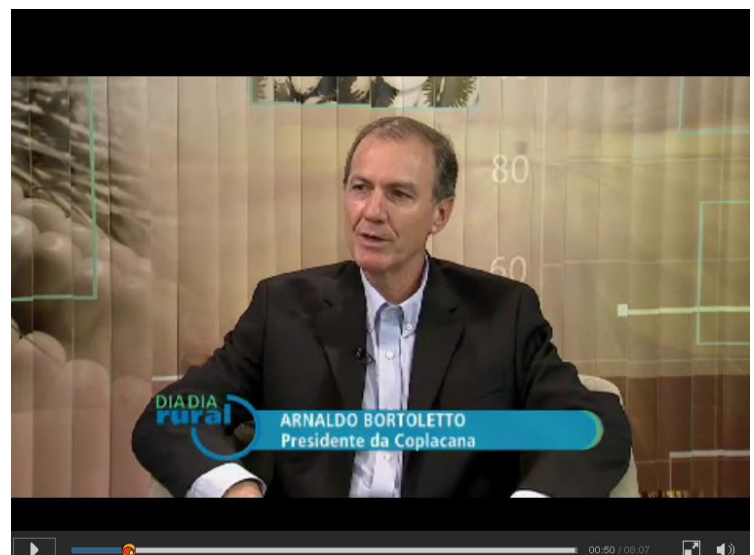 80
60
DIA DIA
rural
ARNALDO BORTOLETTO
Presidente da Coplacana
00:50 / 08:07